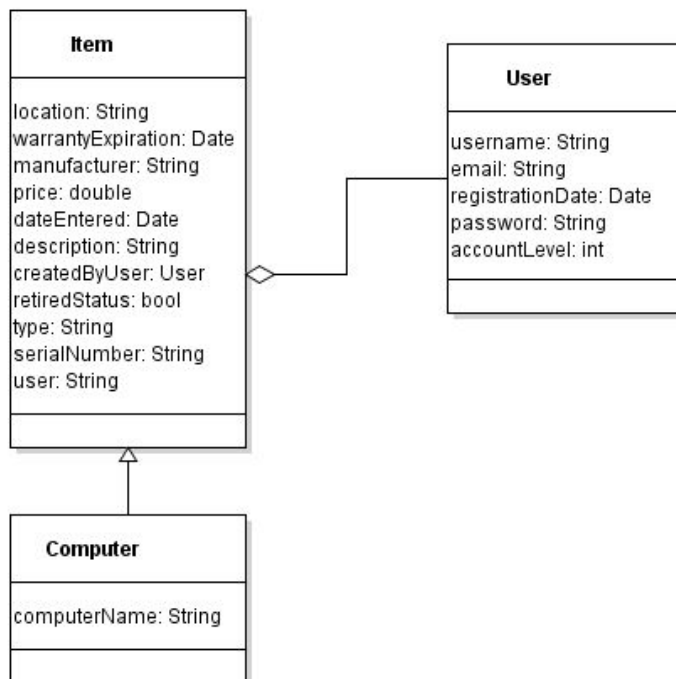 Item
location: String
warrantyExpiration: Date
manufacturer: String
price: double
dateEntered: Date
description: String
createdByUser: User
retiredStatus: bool
type: String
serialNumber: String
user: String
User
username: String
email: String
registrationDate: Date
password: String
accountLevel: int
Computer
computerName: String